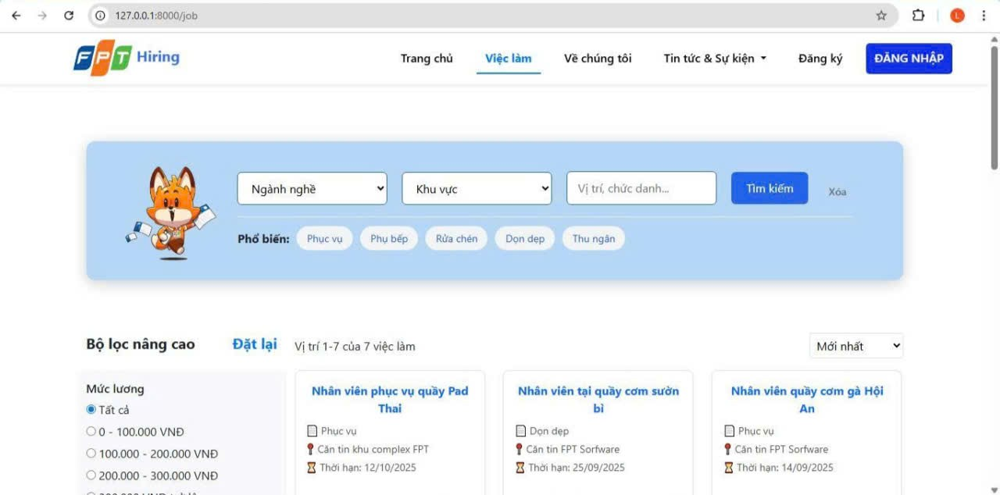 127.0.0.1:8000/job
L
FPT Hiring
Trang chủ
Việc làm
Về chúng tôi
Tin tức & Sự kiện
Đăng ký
ĐĂNG NHẬP
Ngành nghề
Khu vực
Vị trí, chức danh...
Tìm kiếm
Xóa
Phổ biến:
Phục vụ
Phụ bếp
Rửa chén
Dọn dẹp
Thu ngân
Bộ lọc nâng cao
Đặt lại
Vị trí 1-7 của 7 việc làm
Mới nhất
Mức lương
Tất cả
0 - 100.000 VNĐ
100.000 - 200.000 VNĐ
200.000 - 300.000 VNĐ
Nhân viên phục vụ quầy Pad
Thai
Phục vụ
Căn tin khu complex FPT
Thời hạn: 12/10/2025
Nhân viên tại quầy cơm sườn
bì
Dọn dẹp
Căn tin FPT Sorfware
Thời hạn: 25/09/2025
Nhân viên quầy cơm gà Hội
An
Phục vụ
Căn tin FPT Sorfware
Thời hạn: 14/09/2025